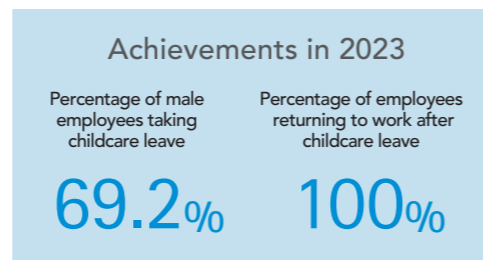 Achievements in 2023
Percentage of male
employees taking
childcare leave
69.2%
Percentage of employees
returning to work after
childcare leave
100%